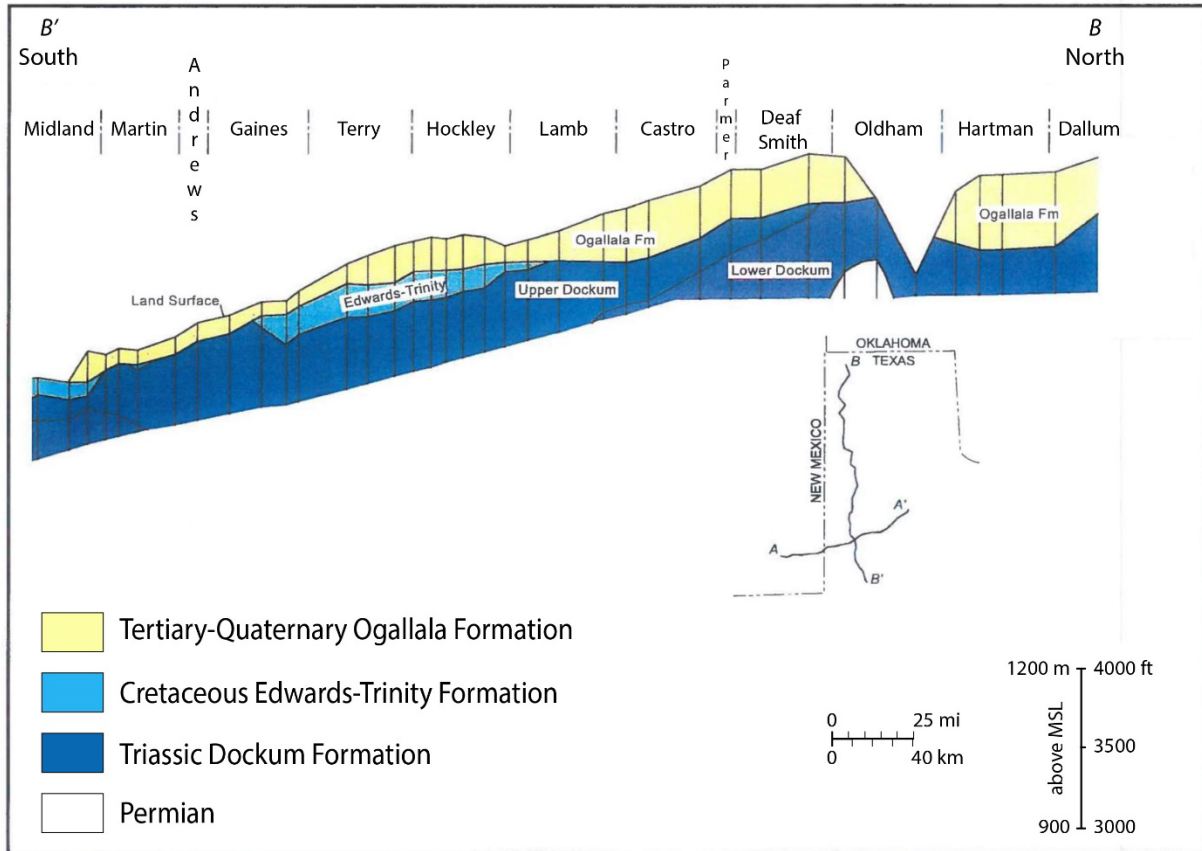 B'
South
B
North
Andrews
Parmer
Midland
Martin
Gaines
Terry
Hockley
Lamb
Castro
Deaf
Smith
Oldham
Hartman
Dallum
Ogallala Fm
Ogallala Fm
Lower Dockum
Land Surface
Edwards-Trinity
Upper Dockum
OKLAHOMA
TEXAS
B
NEW MEXICO
A'
A
B'
Tertiary-Quaternary Ogallala Formation
Cretaceous Edwards-Trinity Formation
Triassic Dockum Formation
Permian
0 25 mi
0 40 km
1200 m 4000 ft
above MSL
3500
900 3000